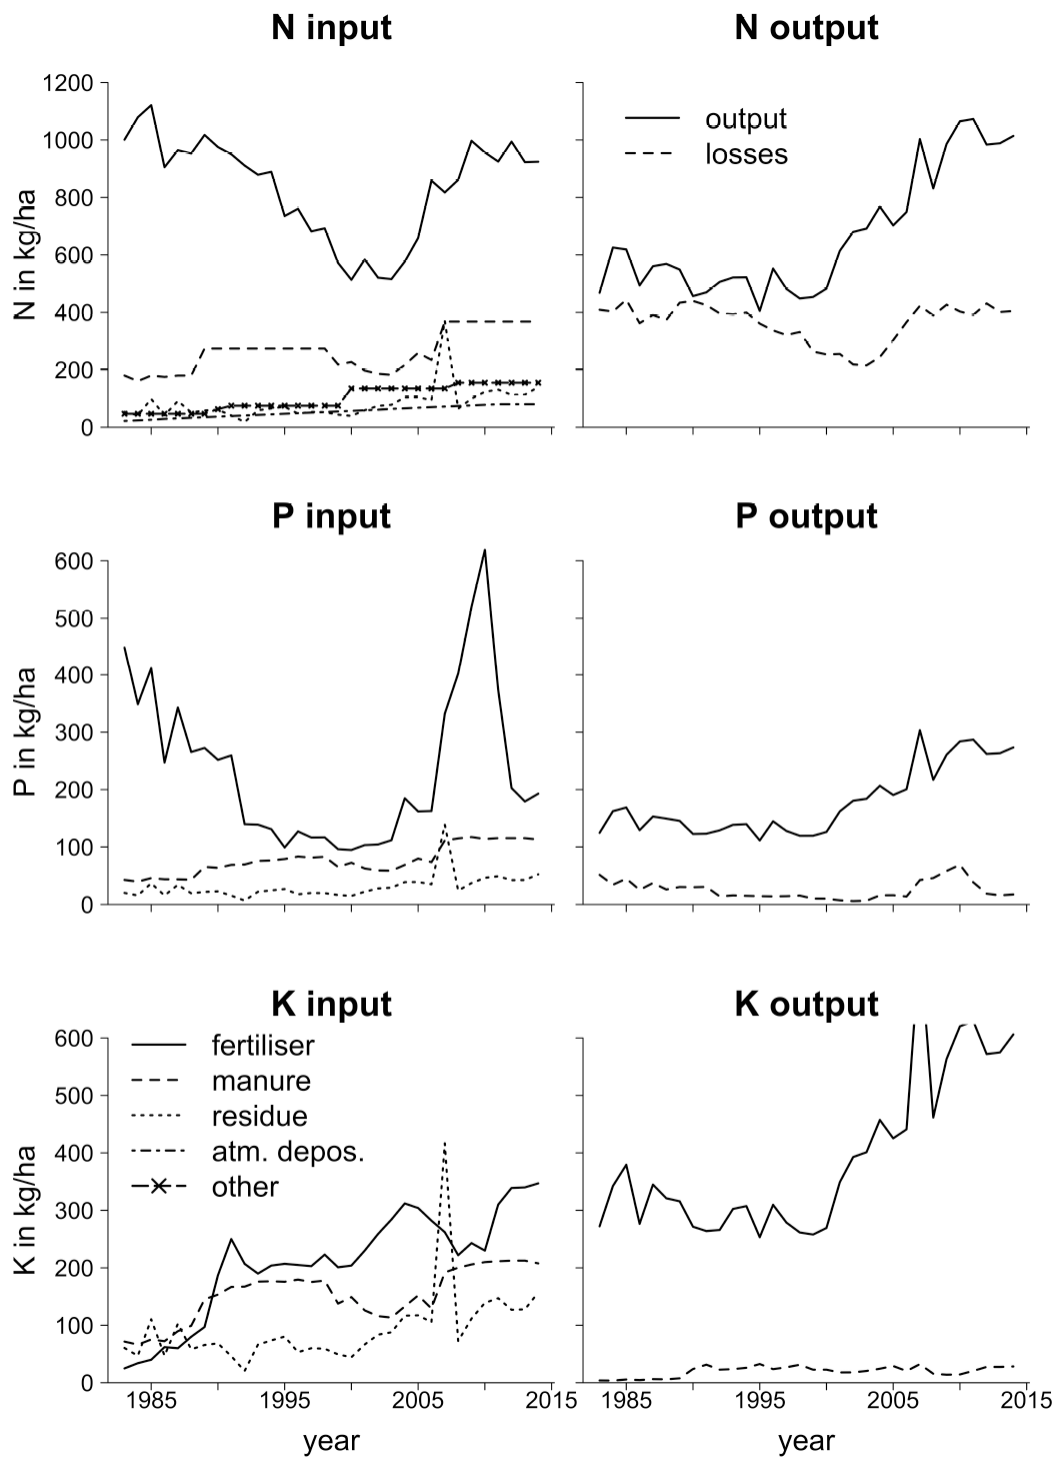 N input
N output
N in kg/ha
1200
1000
800
600
400
200
0
output
losses
P input
P output
P in kg/ha
600
500
400
300
200
100
0
K input
K output
K in kg/ha
600
500
400
300
200
100
0
fertiliser
manure
residue
atm. depos.
other
1985 1995 2005 2015
1985 1995 2005 2015
year
year